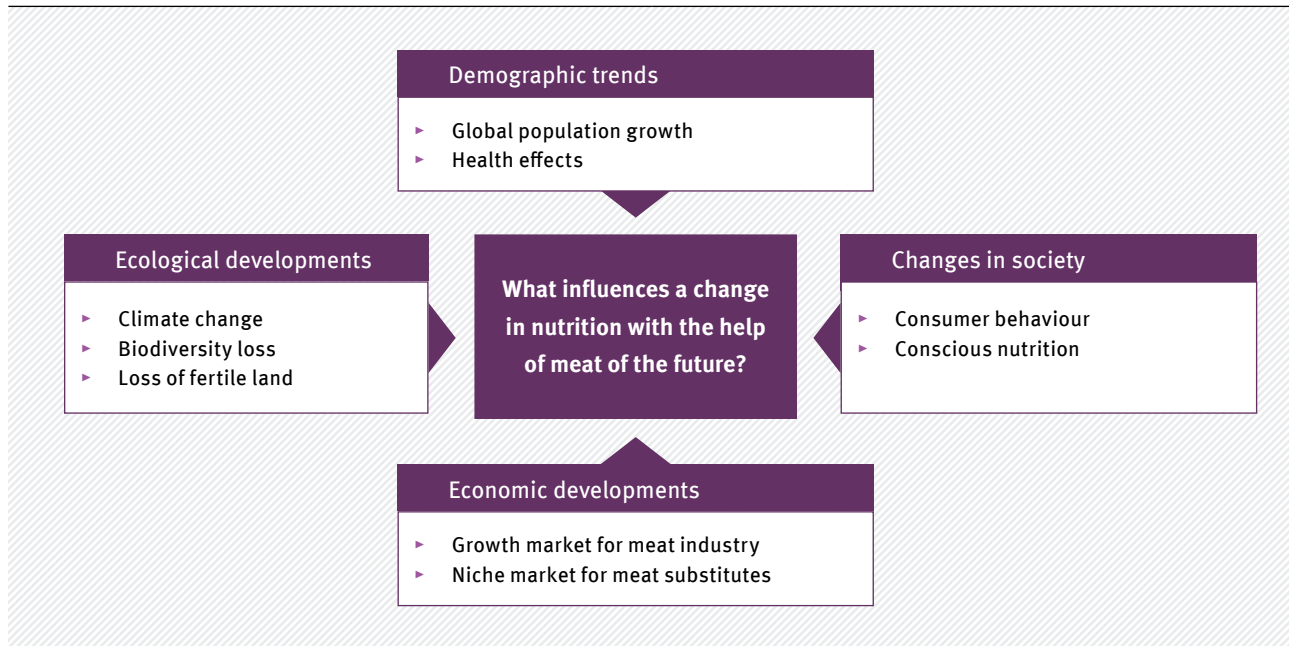 Demographic trends
► Global population growth
► Health effects
Ecological developments
► Climate change
► Biodiversity loss
► Loss of fertile land
What influences a change
in nutrition with the help
of meat of the future?
Changes in society
► Consumer behaviour
► Conscious nutrition
Economic developments
► Growth market for meat industry
► Niche market for meat substitutes